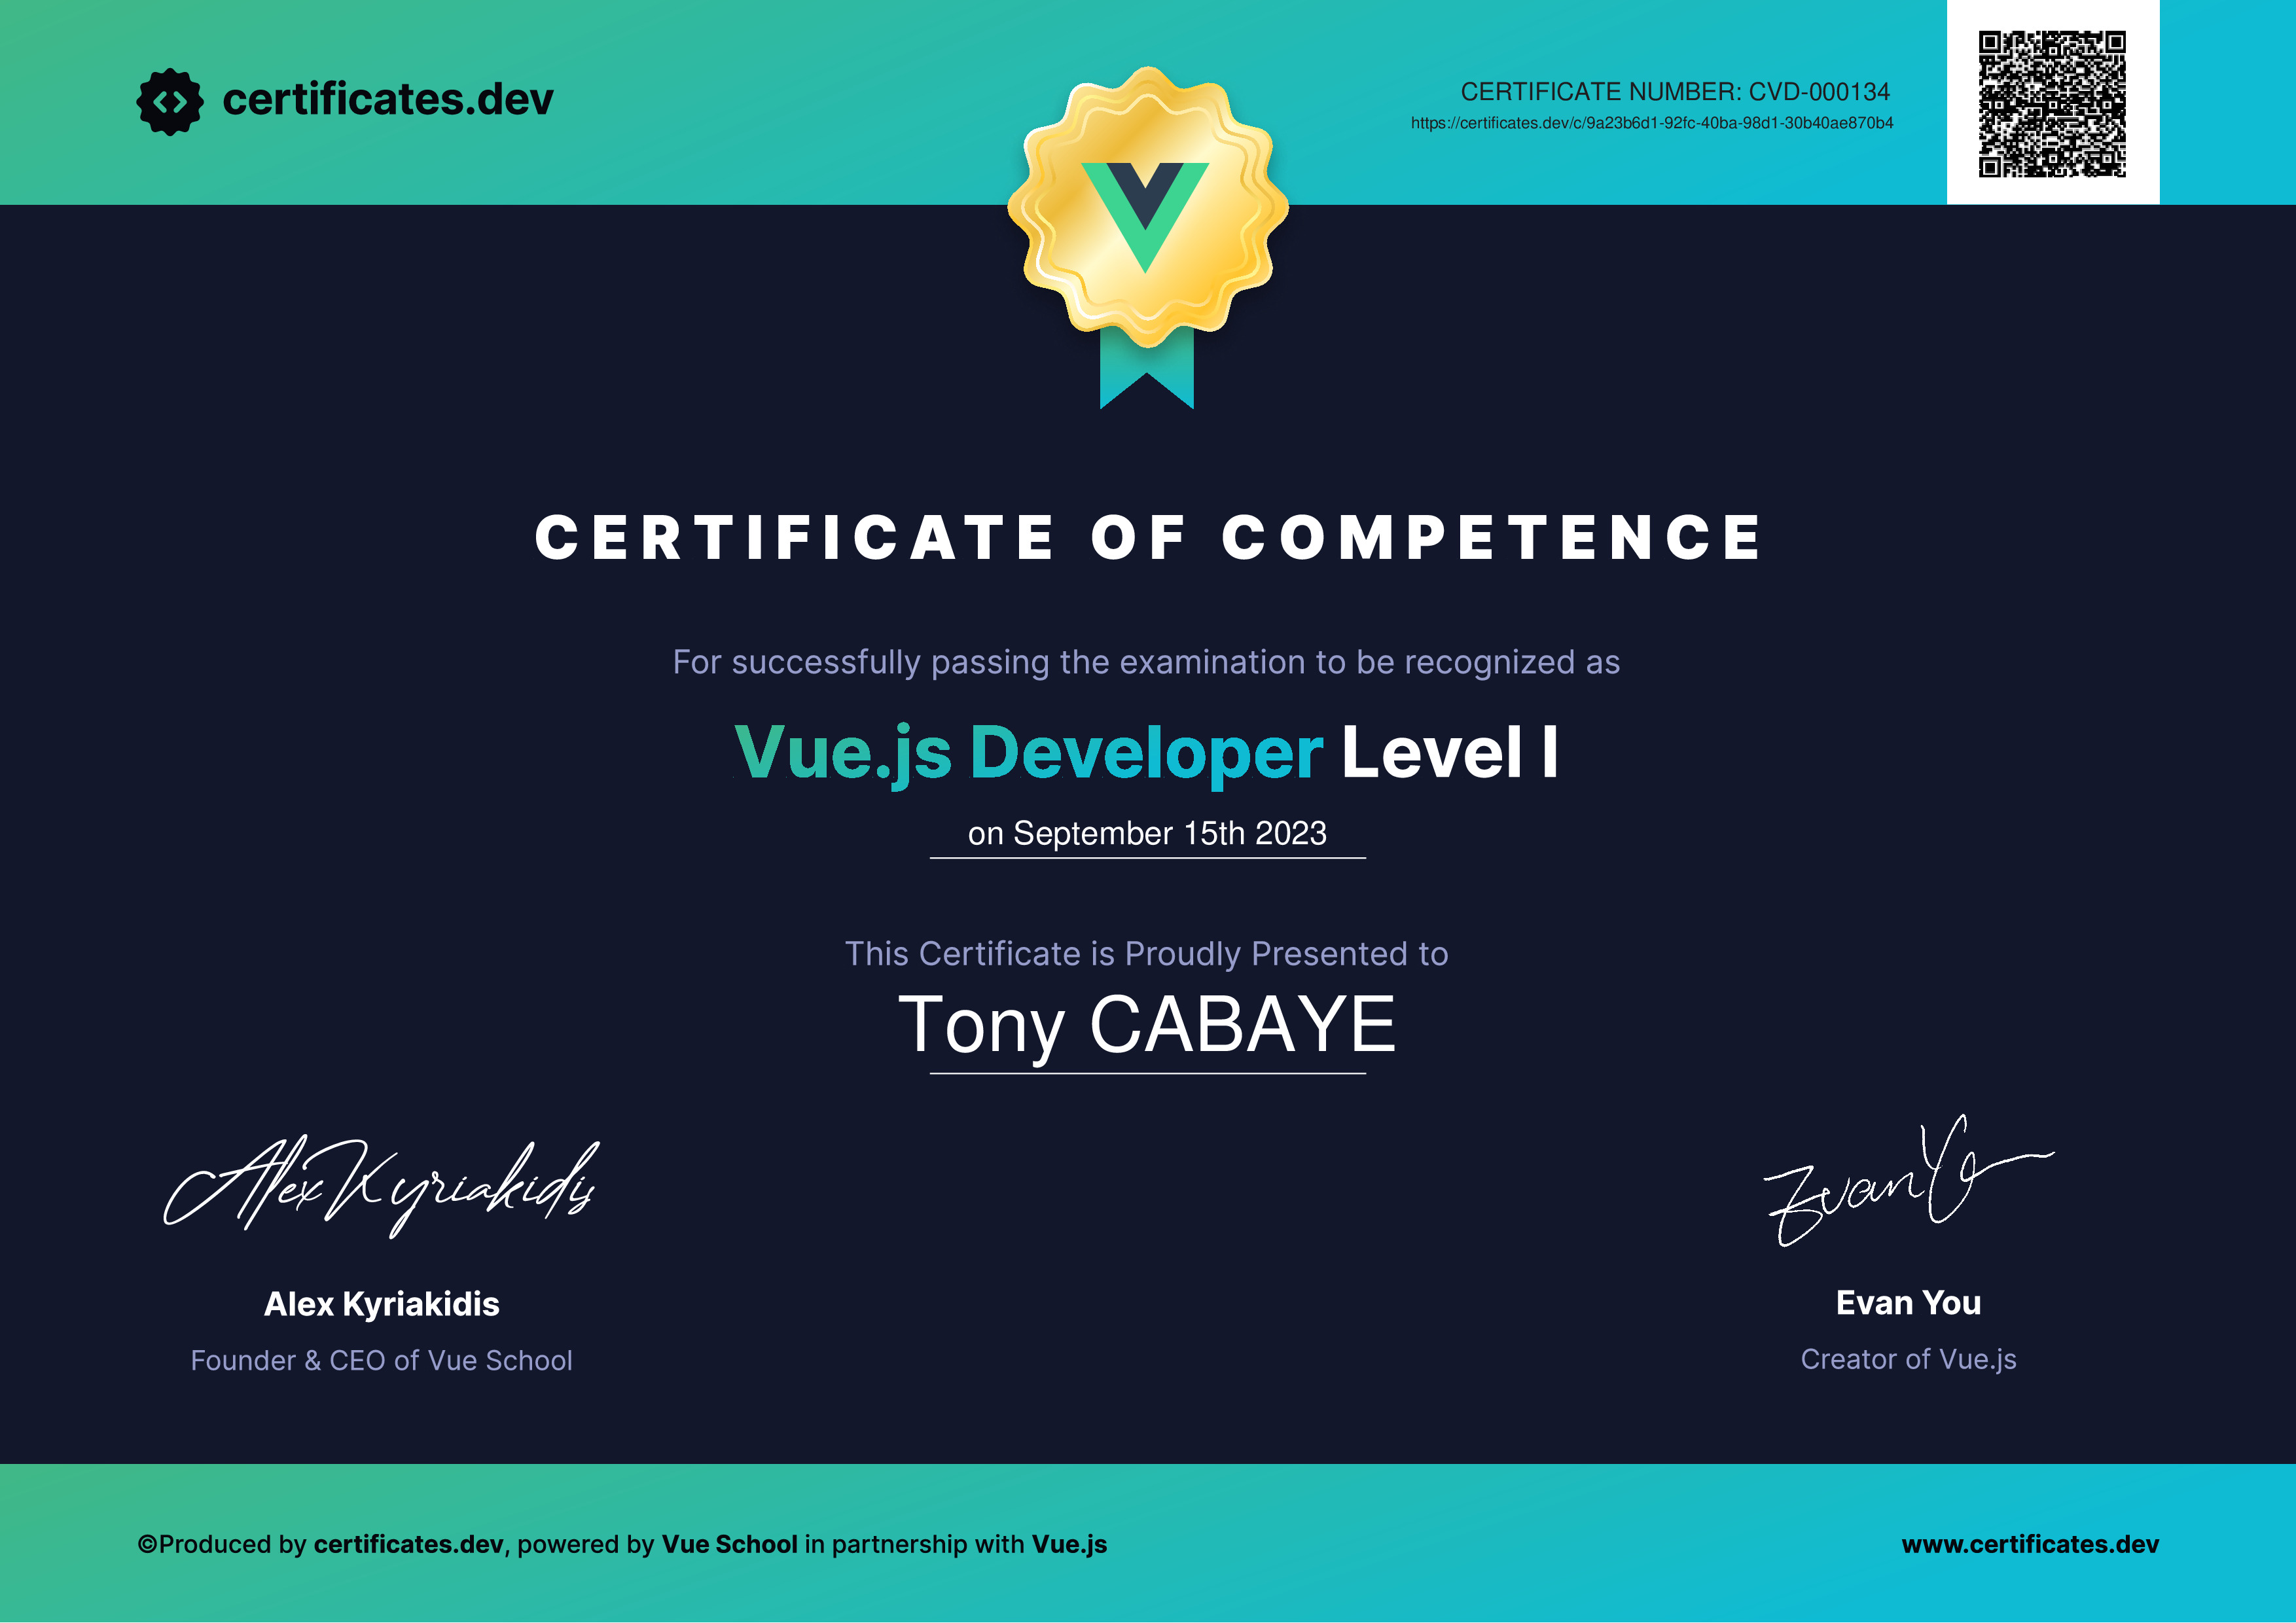 certificates.dev
CERTIFICATE NUMBER: CVD-000134
https://certificates.dev/c/9a23b6d1-92fc-40ba-98d1-30b40ae870b4
CERTIFICATE OF COMPETENCE
For successfully passing the examination to be recognized as
Vue.js Developer Level I
on September 15th 2023
This Certificate is Proudly Presented to
Tony CABAYE
Alex Kyriakidis
Evan Yo
Alex Kyriakidis
Evan You
Founder & CEO of Vue School
Creator of Vue.js
©Produced by certificates.dev, powered by Vue School in partnership with Vue.js
www.certificates.dev